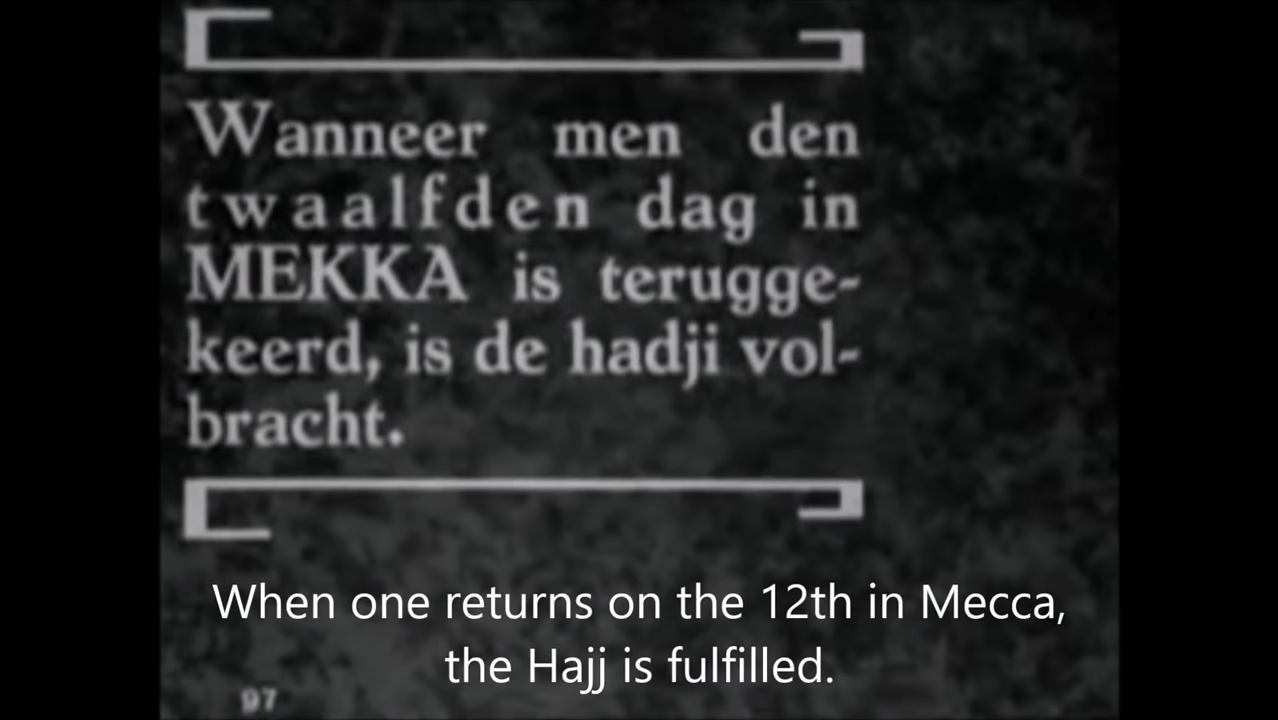 Wanneer men den
twaalfden dag in
MEKKA is terugge-
keerd, is de hadji vol-
bracht.
When one returns on the 12th in Mecca,
the Hajj is fulfilled.
97